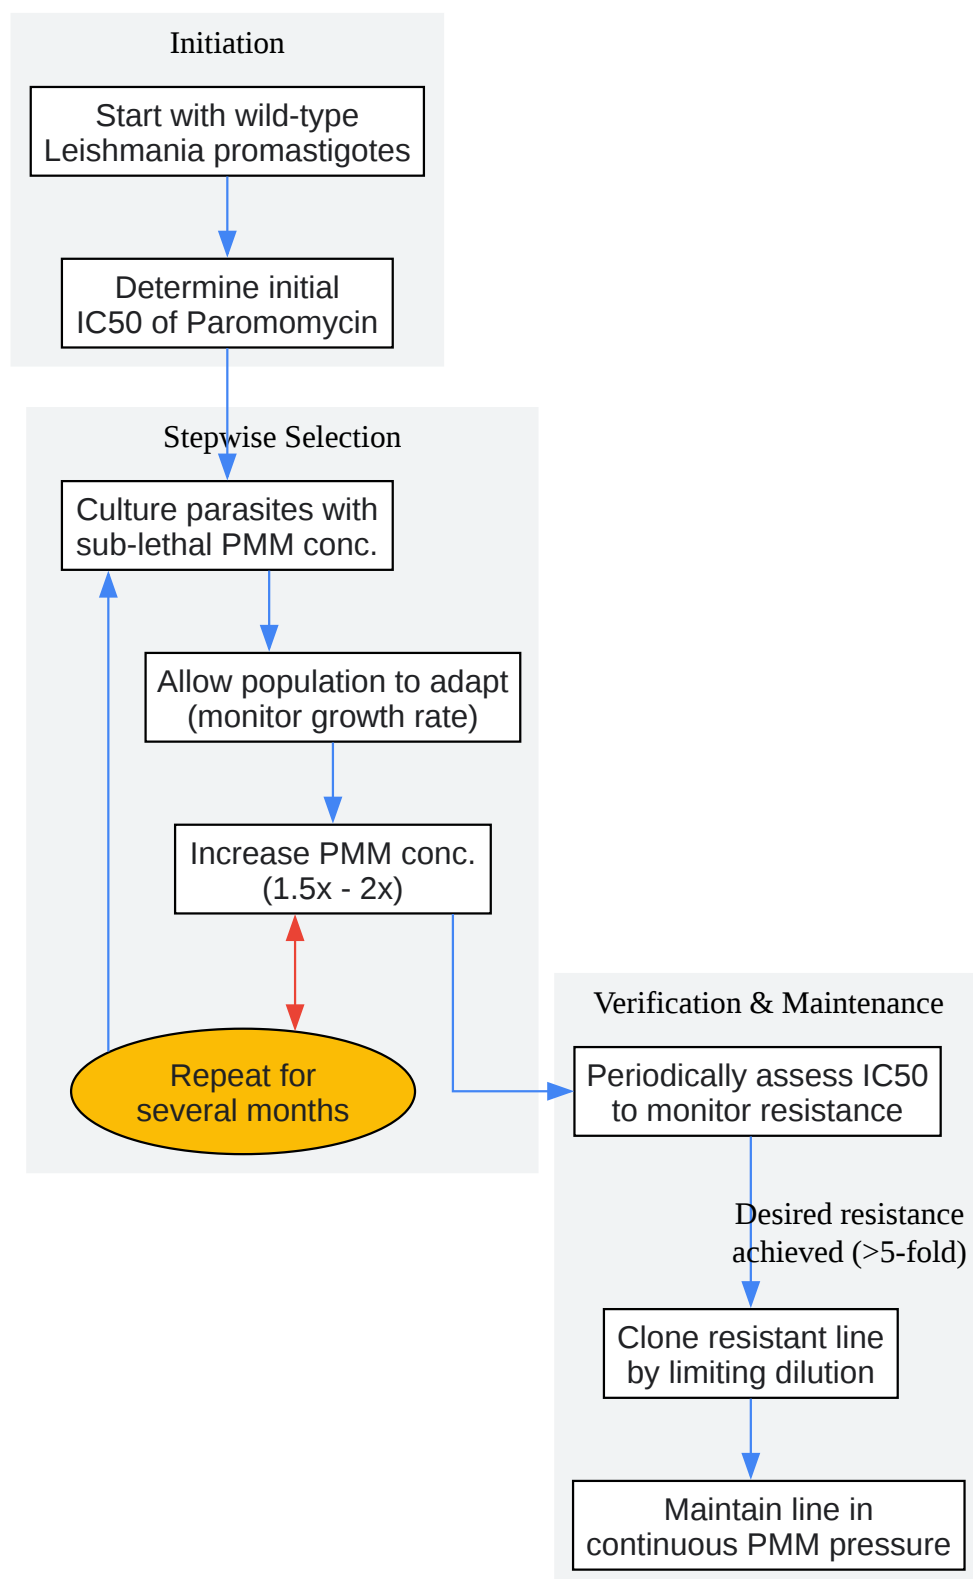 Initiation
Start with wild-type
Leishmania promastigotes
Determine initial
IC50 of Paromomycin
Stepwise Selection
Culture parasites with
sub-lethal PMM conc.
Allow population to adapt
(monitor growth rate)
Increase PMM conc.
(1.5x - 2x)
Repeat for
several months
Verification & Maintenance
Periodically assess IC50
to monitor resistance
Desired resistance
achieved (>5-fold)
Clone resistant line
by limiting dilution
Maintain line in
continuous PMM pressure